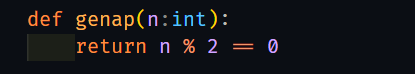 def genap(n:int):
    return n % 2 == 0